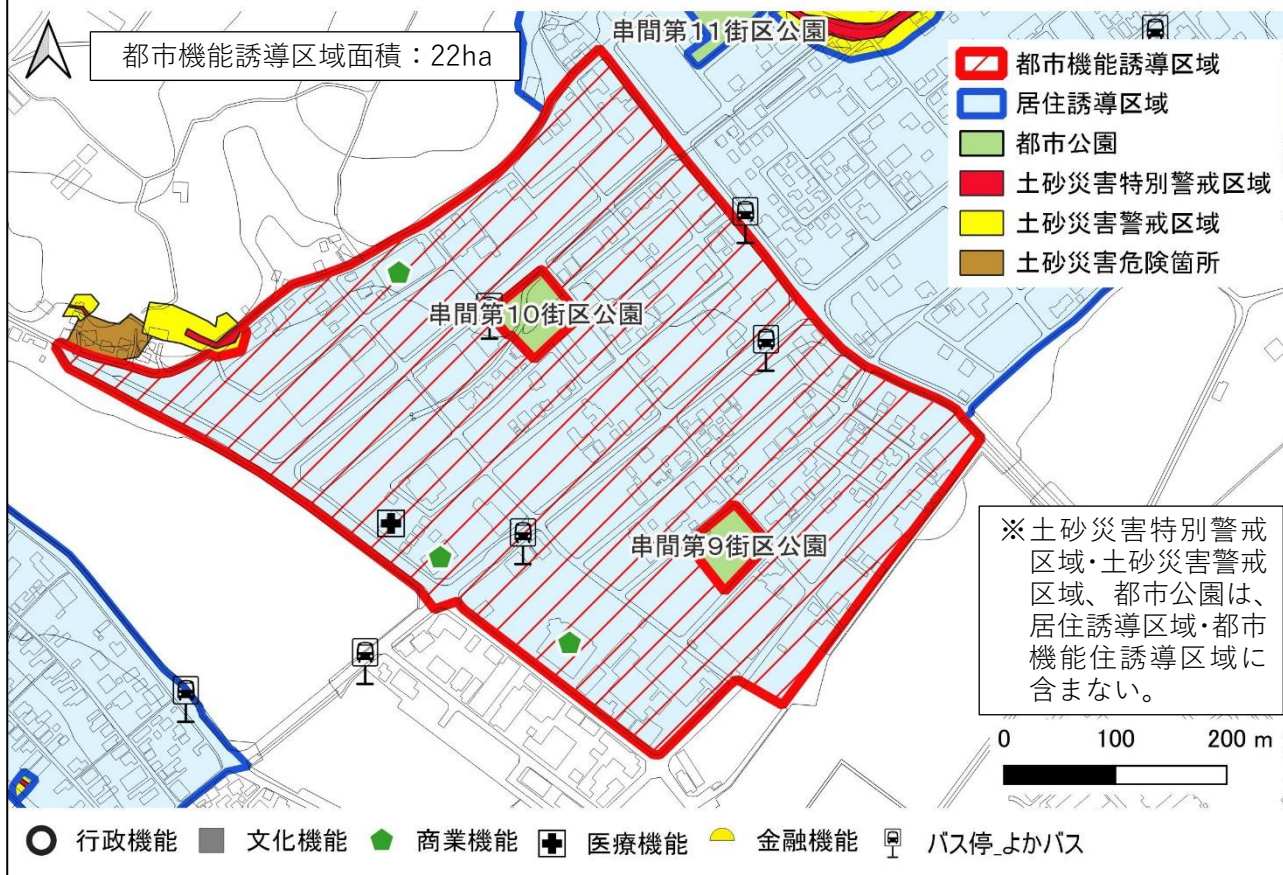 都市機能誘導区域面積：22ha
串間第11街区公園
都市機能誘導区域
居住誘導区域
都市公園
土砂災害特別警戒区域
土砂災害警戒区域
土砂災害危険箇所
串間第10街区公園
串間第9街区公園
※土砂災害特別警戒
区域・土砂災害警戒
区域、都市公園は、
居住誘導区域・都市
機能住誘導区域に
含まない。
0 100 200 m
行政機能 文化機能 商業機能 医療機能 金融機能 バス停_よかバス